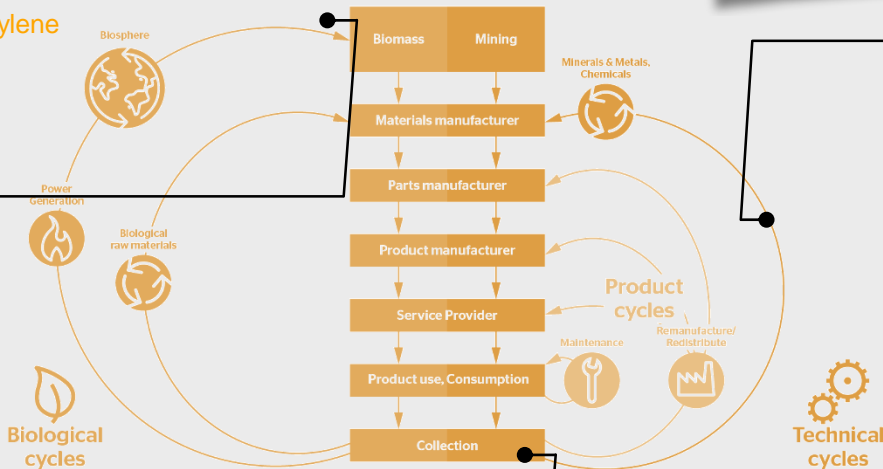 ylene
Biosphere
Biomass
Mining
Minerals & Metals,
Chemicals
Materials manufacturer
Power
Generation
Parts manufacturer
Biological
raw materials
Product manufacturer
Product
cycles
Service Provider
Maintenance
Remanufacture/
Redistribute
Product use, Consumption
Biological
cycles
Collection
Technical
cycles